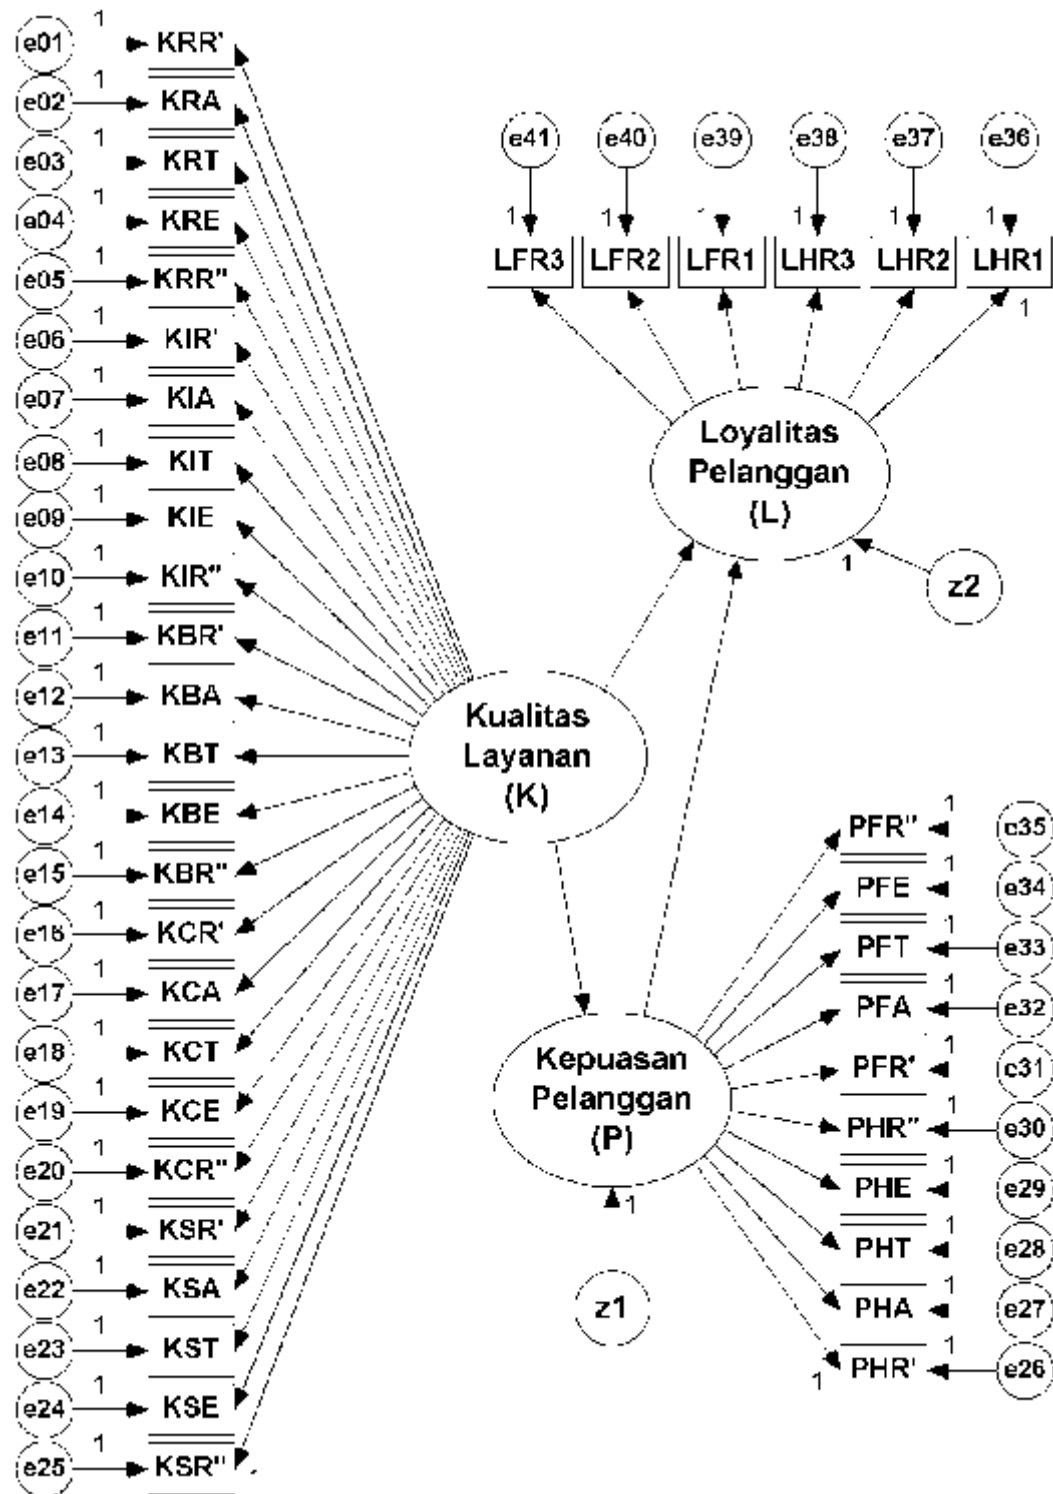 1
e01 KRR'
1
e02 KRA
1
e03 KRT
1
e04 KRE
1
e05 KRR"
1
e06 KIR'
1
e07 KIA
1
e08 KIT
1
e09 KIE
1
e10 KIR"
1
e11 KBR'
1
e12 KBA
1
e13 KBT
1
e14 KBE
1
e15 KBR"
1
e16 KCR'
1
e17 KCA
1
e18 KCT
1
e19 KCE
1
e20 KCR"
1
e21 KSR'
1
e22 KSA
1
e23 KST
1
e24 KSE
1
e25 KSR"
e41 e40 e39 e38 e37 e36
1 1 1 1 1 1
LFR3 LFR2 LFR1 LHR3 LHR2 LHR1
1
Loyalitas
Pelanggan
(L)
1
z2
Kualitas
Layanan
(K)
Kepuasan
Pelanggan
(P)
1
z1
1
PFR" e35
1
PFE e34
1
PFT e33
1
PFA e32
1
PFR' e31
1
PHR" e30
1
PHE e29
1
PHT e28
1
PHA e27
1
1 PHR' e26